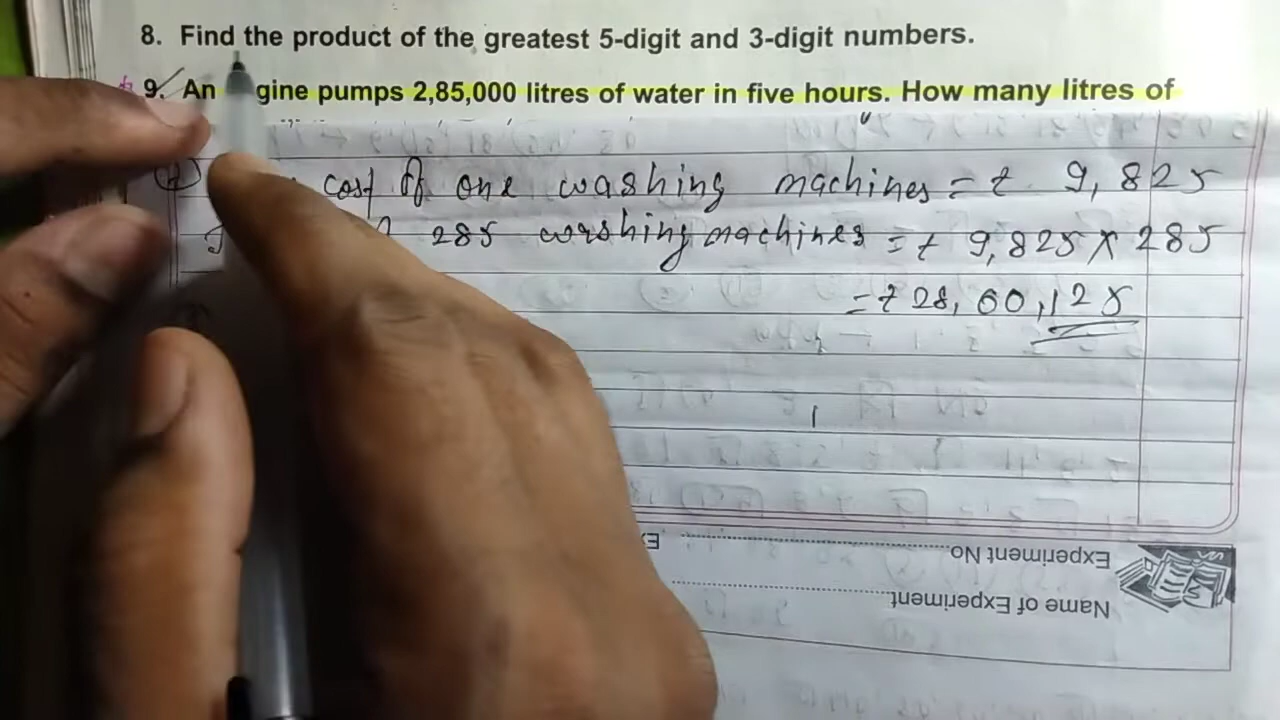 8. Find the product of the greatest 5-digit and 3-digit numbers.
9. An gine pumps 2,85,000 litres of water in five hours. How many litres of
cost of one washing machines = ₹ 9,825
285 washing machines = ₹ 9,825 × 285
= ₹ 28,00,125
Experiment No.
Name of Experiment